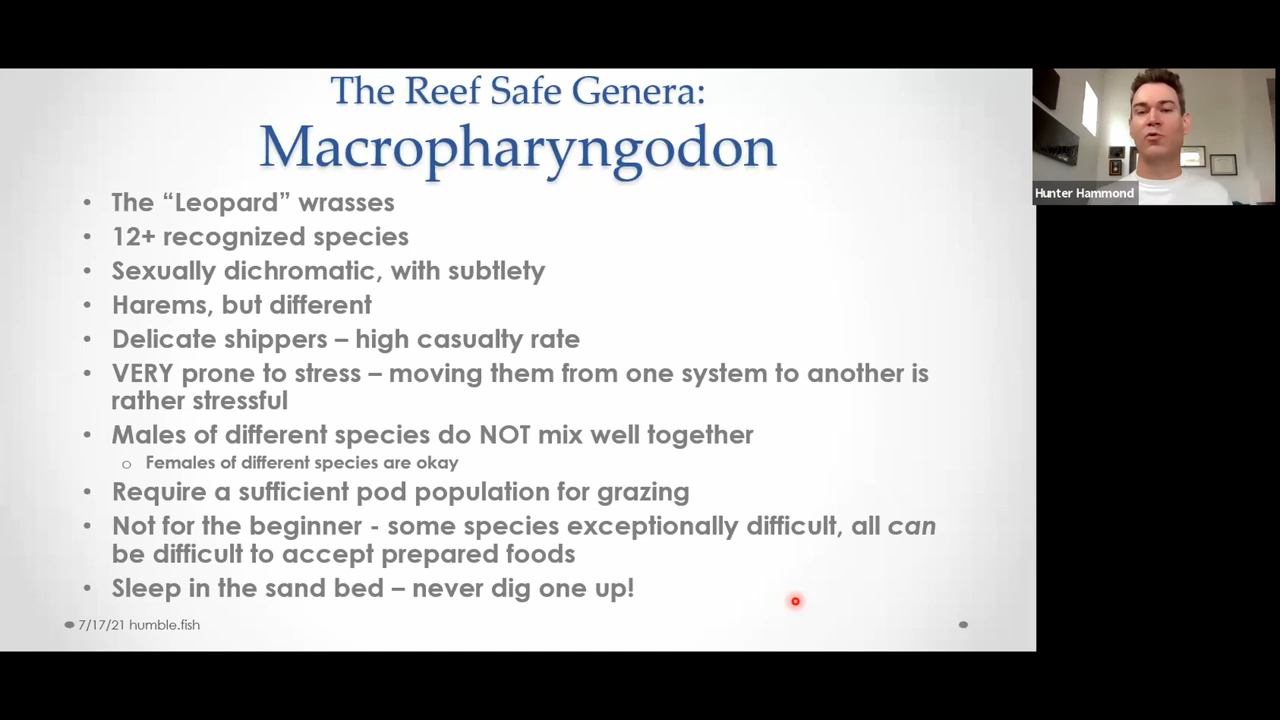 The Reef Safe Genera:
Macropharyngodon
• The “Leopard” wrasses
• 12+ recognized species
• Sexually dichromatic, with subtlety
• Harems, but different
• Delicate shippers – high casualty rate
• VERY prone to stress – moving them from one system to another is
rather stressful
• Males of different species do NOT mix well together
o Females of different species are okay
• Require a sufficient pod population for grazing
• Not for the beginner - some species exceptionally difficult, all can
be difficult to accept prepared foods
• Sleep in the sand bed – never dig one up!
7/17/21 humble.fish
Hunter Hammond